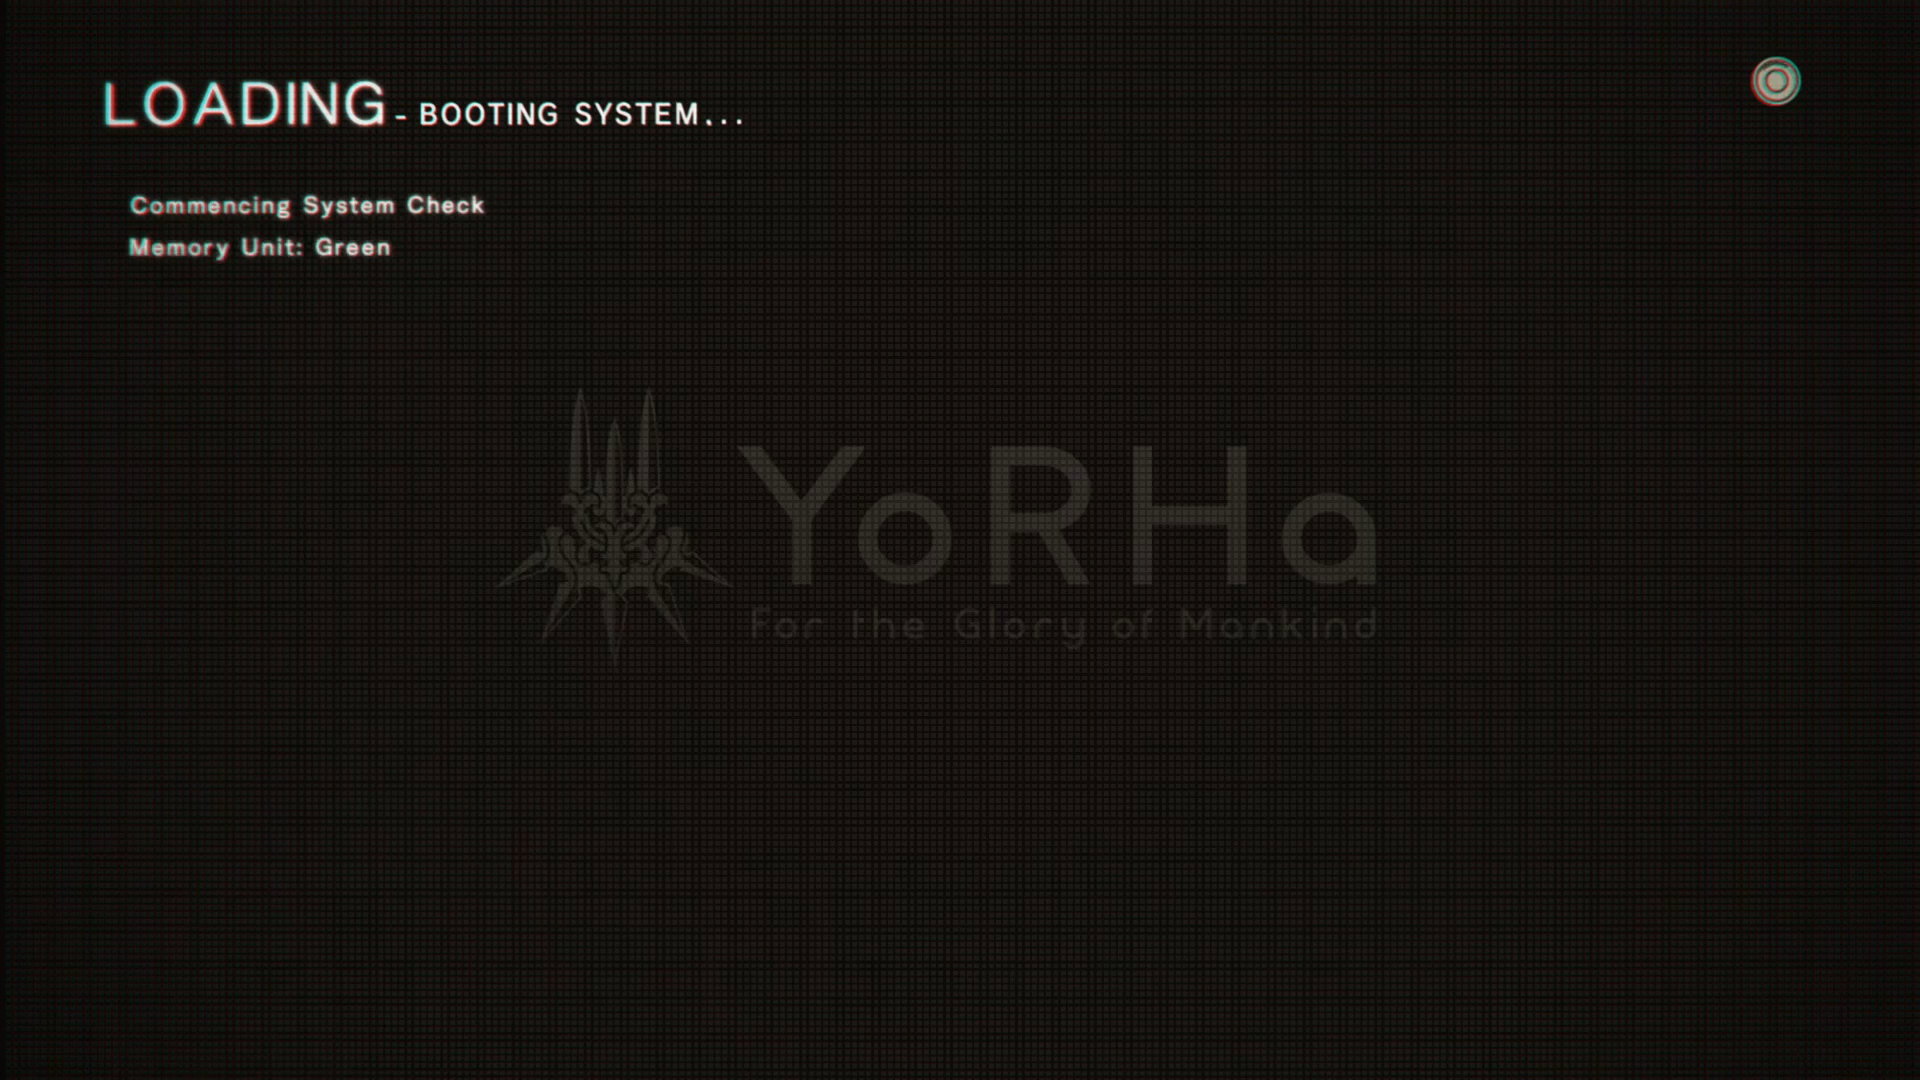 LOADING - BOOTING SYSTEM...
Commencing System Check
Memory Unit: Green
YoRHa
For the Glory of Mankind